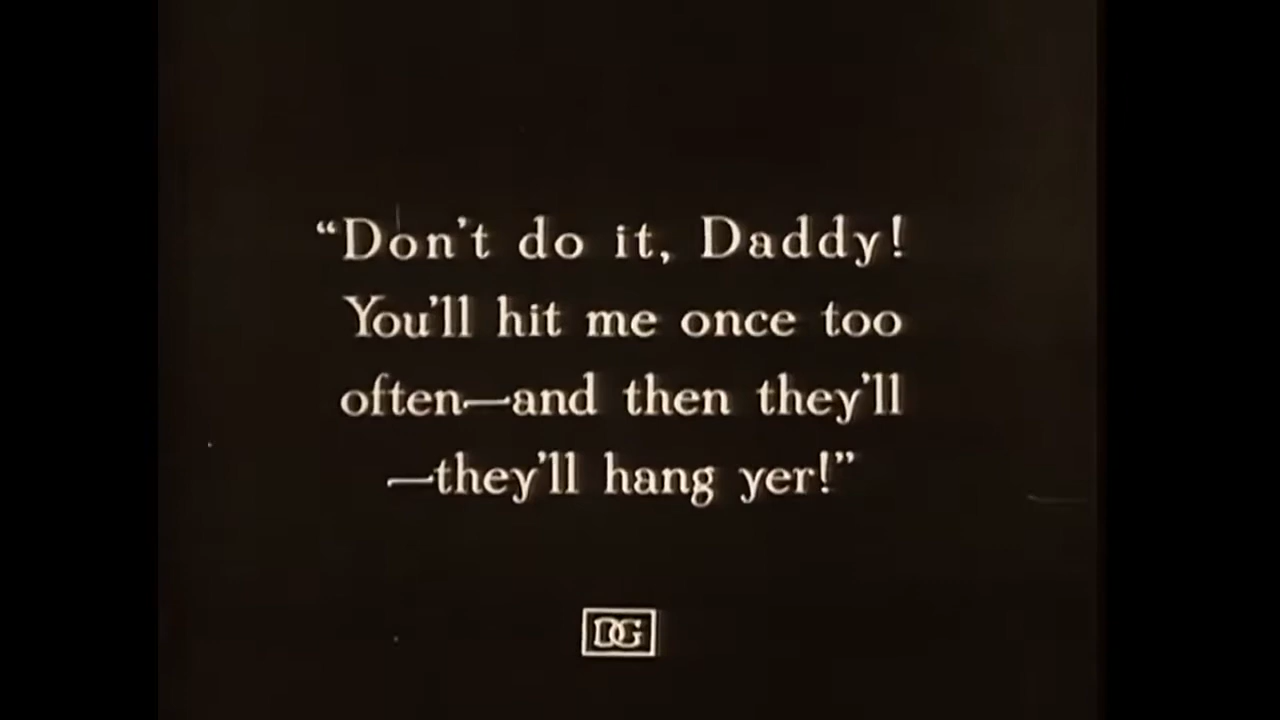 “Don’t do it, Daddy!
You’ll hit me once too
often—and then they’ll
—they’ll hang yer!”
DG